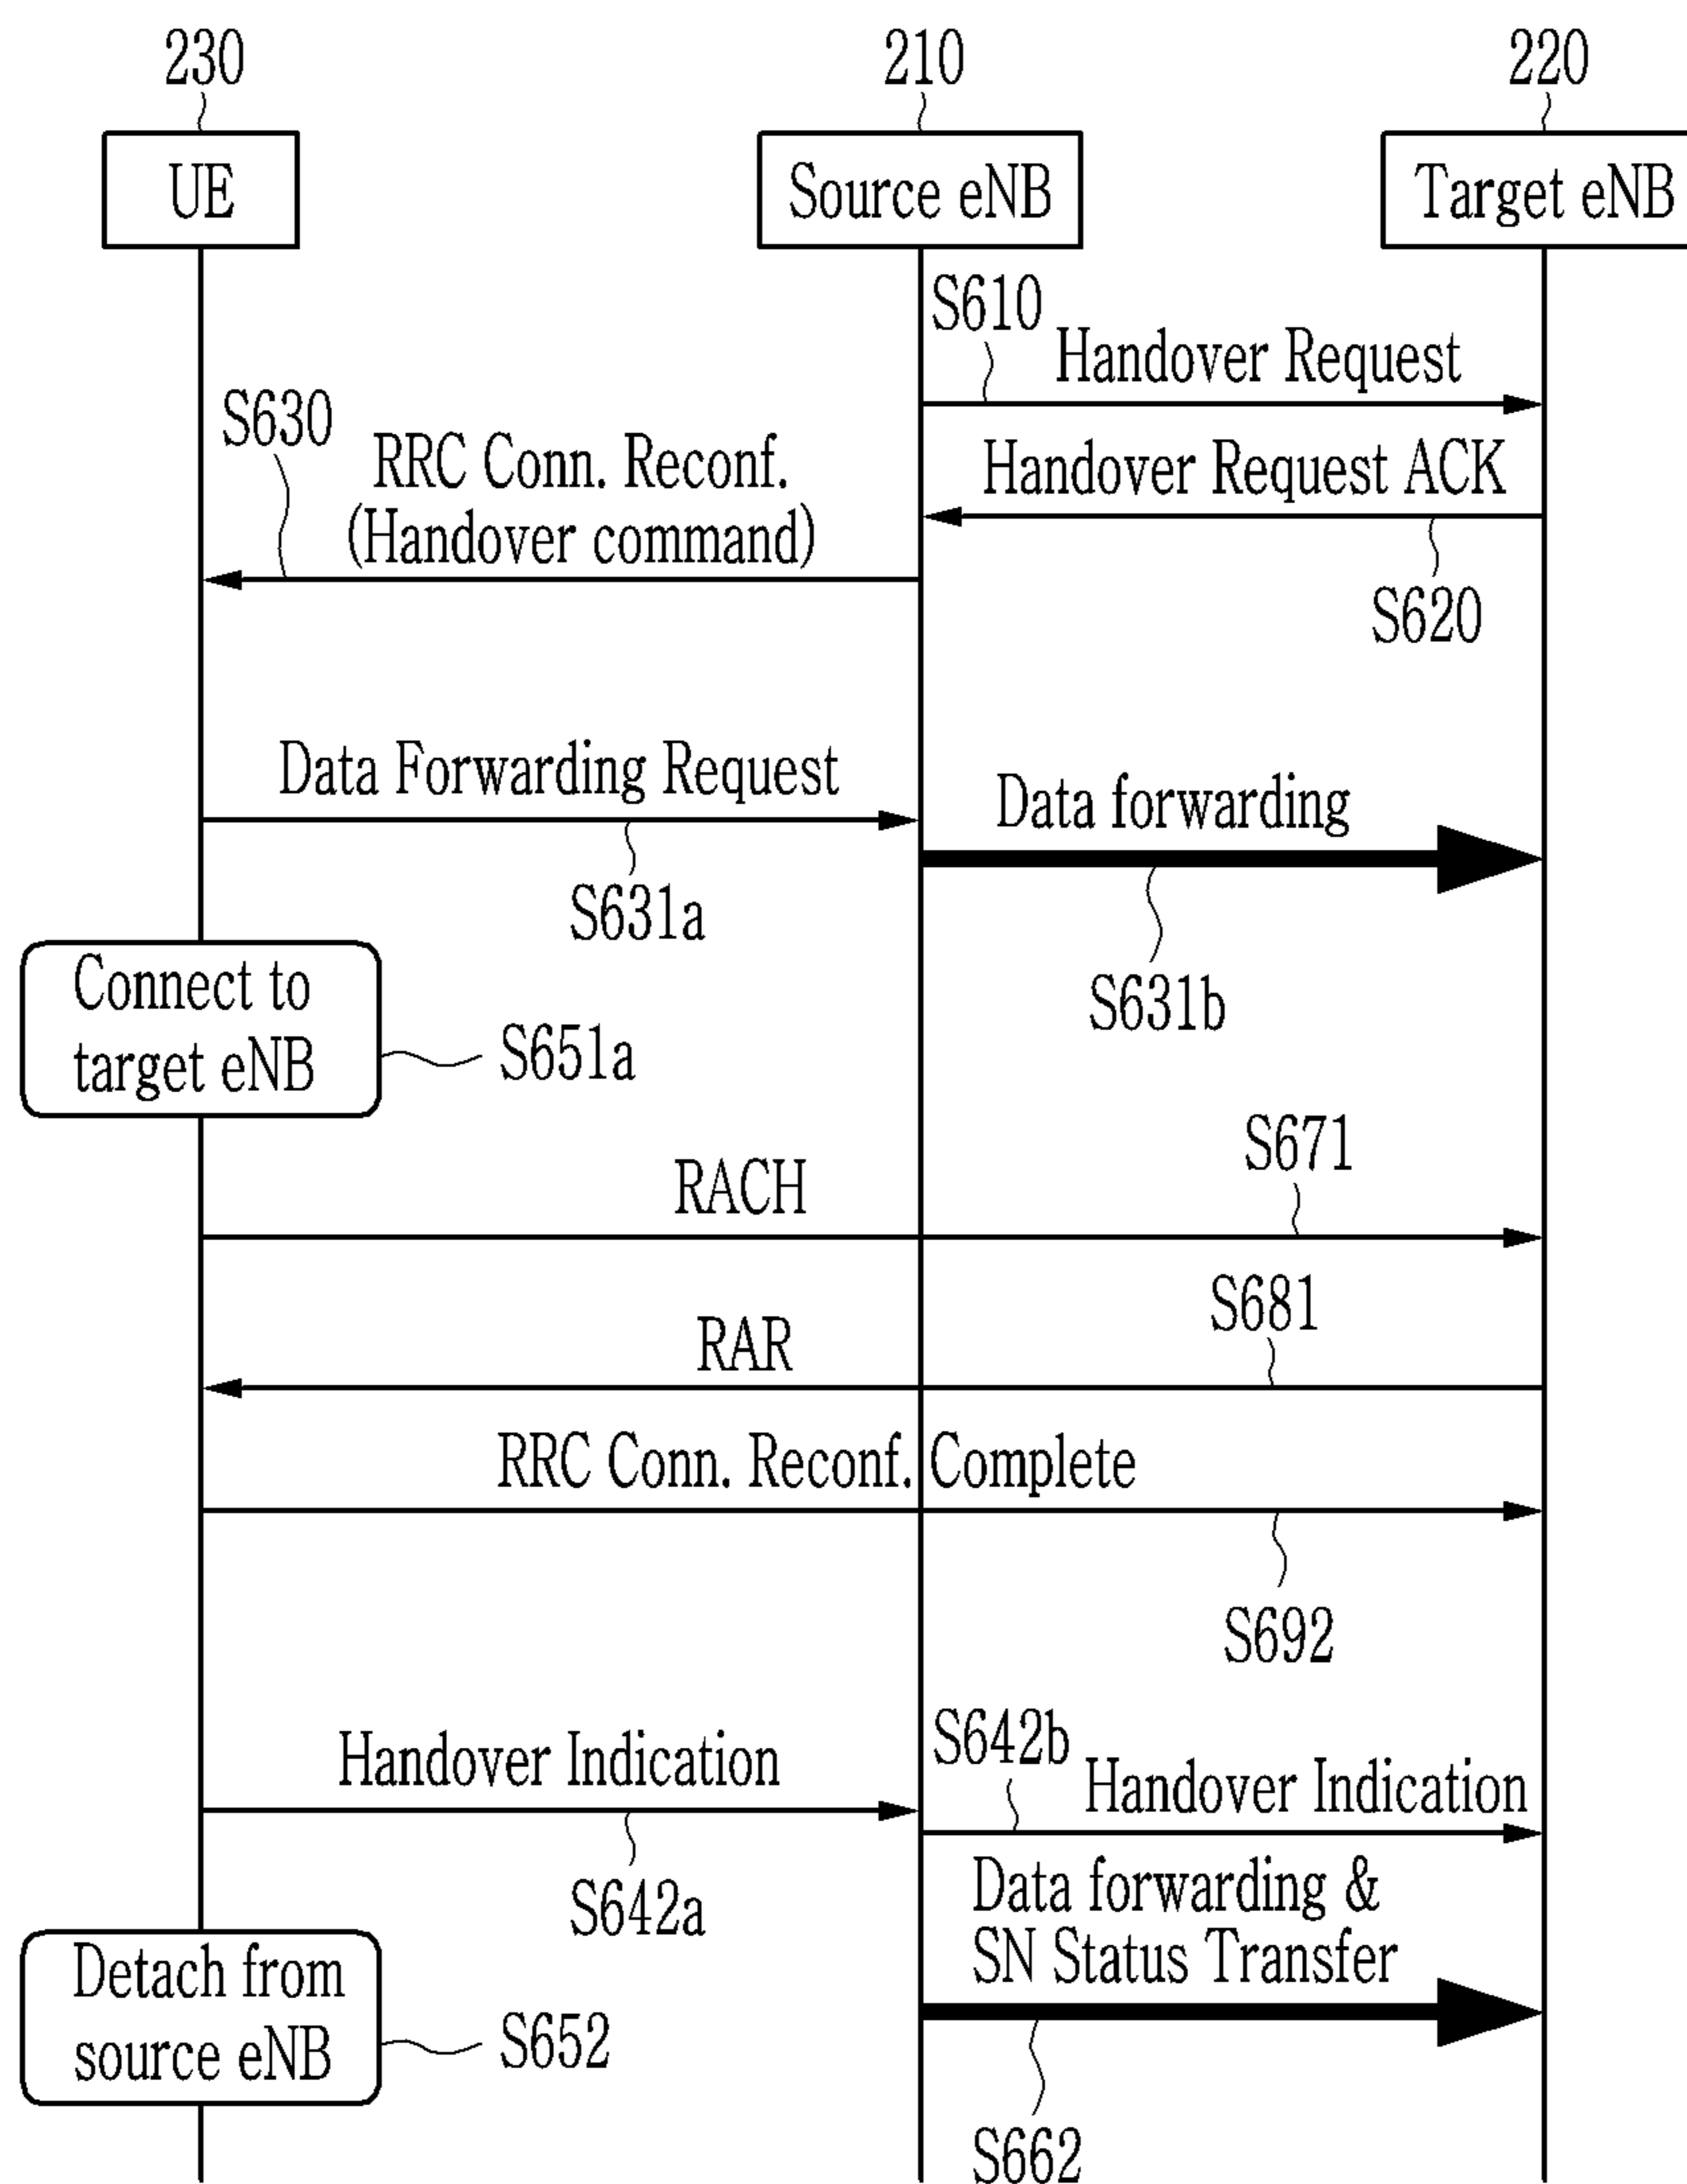 230
210
220
UE
Source eNB
Target eNB
S610
Handover Request
S630
RRC Conn. Reconf.
(Handover command)
Handover Request ACK
S620
Data Forwarding Request
Data forwarding
S631a
S631b
Connect to
target eNB
S651a
S671
RACH
S681
RAR
RRC Conn. Reconf. Complete
S692
S642b
Handover Indication
Handover Indication
S642a
Data forwarding &
SN Status Transfer
Detach from
source eNB
S652
S662